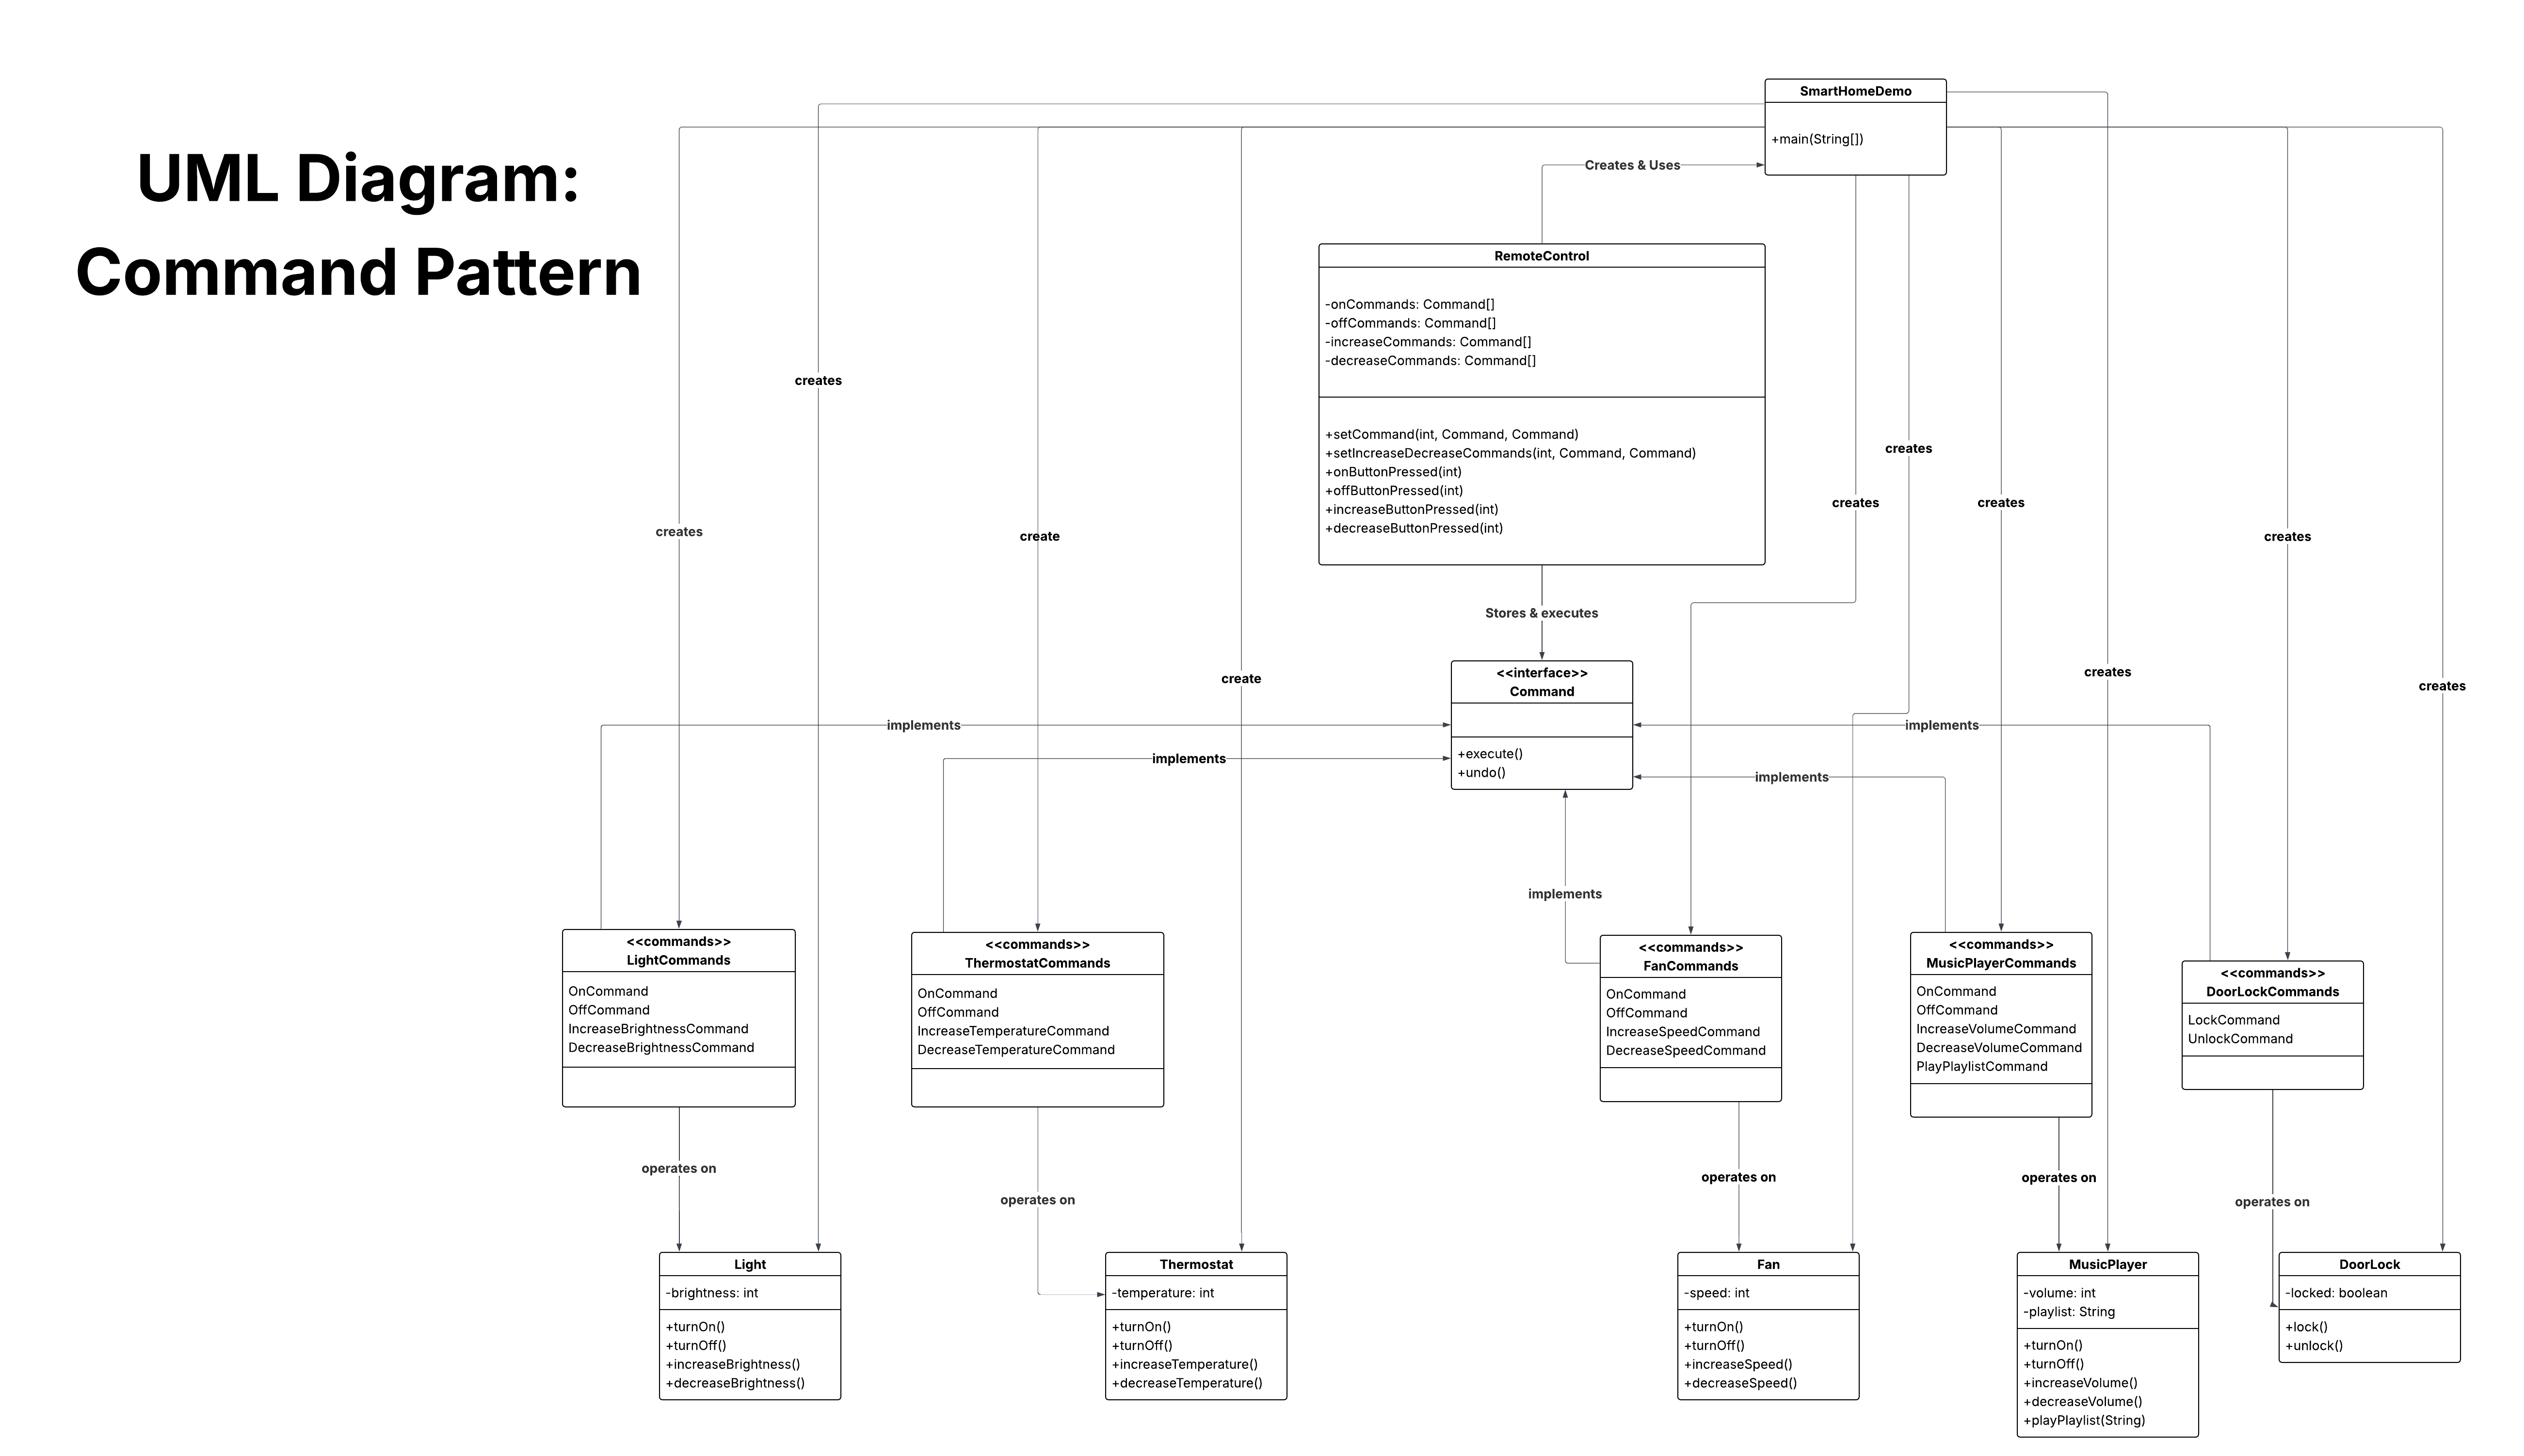 UML Diagram:
Command Pattern
SmartHomeDemo
+main(String[])
Creates & Uses
RemoteControl
-onCommands: Command[]
-offCommands: Command[]
-increaseCommands: Command[]
-decreaseCommands: Command[]
+setCommand(int, Command, Command)
+setIncreaseDecreaseCommands(int, Command, Command)
+onButtonPressed(int)
+offButtonPressed(int)
+increaseButtonPressed(int)
+decreaseButtonPressed(int)
creates
creates
creates
creates
creates
create
creates
Stores & executes
create
creates
creates
<<interface>>
Command
+execute()
+undo()
implements
implements
implements
implements
implements
<<commands>>
LightCommands
OnCommand
OffCommand
IncreaseBrightnessCommand
DecreaseBrightnessCommand
<<commands>>
ThermostatCommands
OnCommand
OffCommand
IncreaseTemperatureCommand
DecreaseTemperatureCommand
<<commands>>
FanCommands
OnCommand
OffCommand
IncreaseSpeedCommand
DecreaseSpeedCommand
<<commands>>
MusicPlayerCommands
OnCommand
OffCommand
IncreaseVolumeCommand
DecreaseVolumeCommand
PlayPlaylistCommand
<<commands>>
DoorLockCommands
LockCommand
UnlockCommand
operates on
operates on
operates on
operates on
operates on
Light
-brightness: int
+turnOn()
+turnOff()
+increaseBrightness()
+decreaseBrightness()
Thermostat
-temperature: int
+turnOn()
+turnOff()
+increaseTemperature()
+decreaseTemperature()
Fan
-speed: int
+turnOn()
+turnOff()
+increaseSpeed()
+decreaseSpeed()
MusicPlayer
-volume: int
-playlist: String
+turnOn()
+turnOff()
+increaseVolume()
+decreaseVolume()
+playPlaylist(String)
DoorLock
-locked: boolean
+lock()
+unlock()